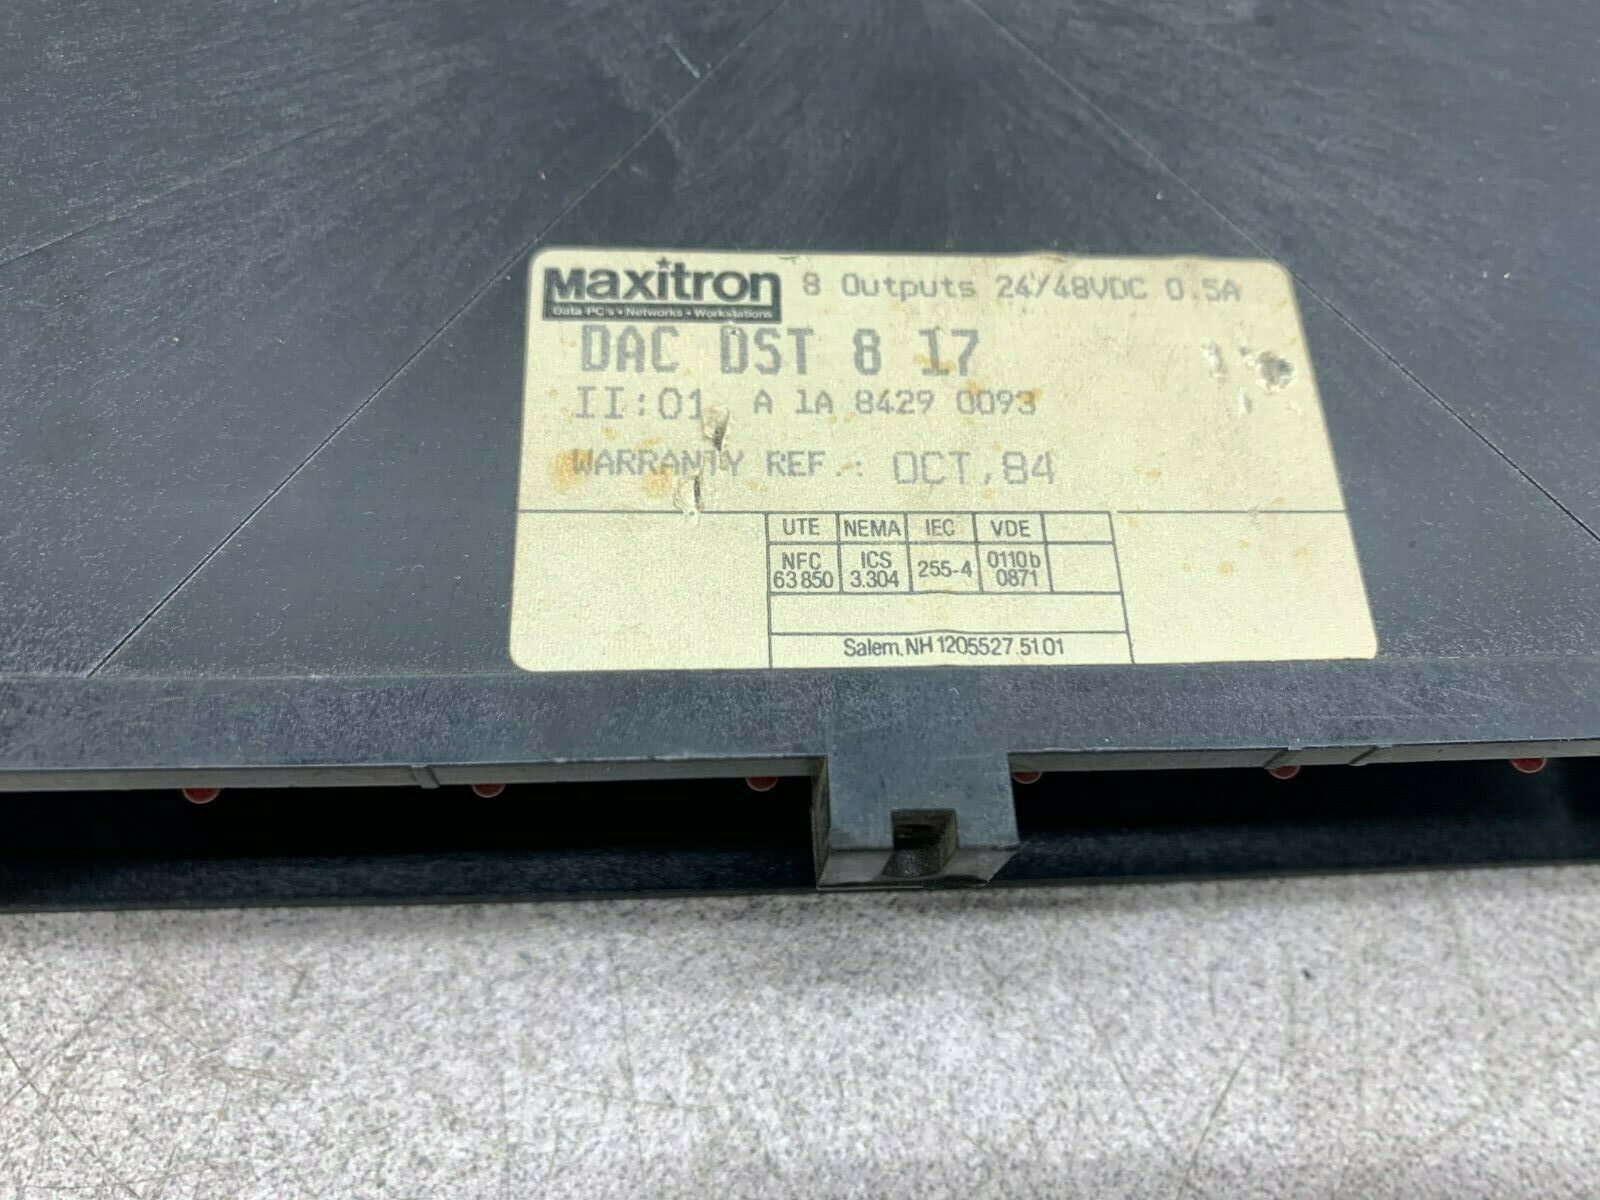 Maxitron 8 Outputs 24/48VDC 0.5A
Data PC's • Networks • Workstations
DAC DST 8 17
II:01 A 1A 8429 0093
WARRANTY REF.: OCT,84
UTE NEMA IEC VDE
NFC 63 850 ICS 3.304 255-4 0110b 0871
Salem, NH 1205527.51 01